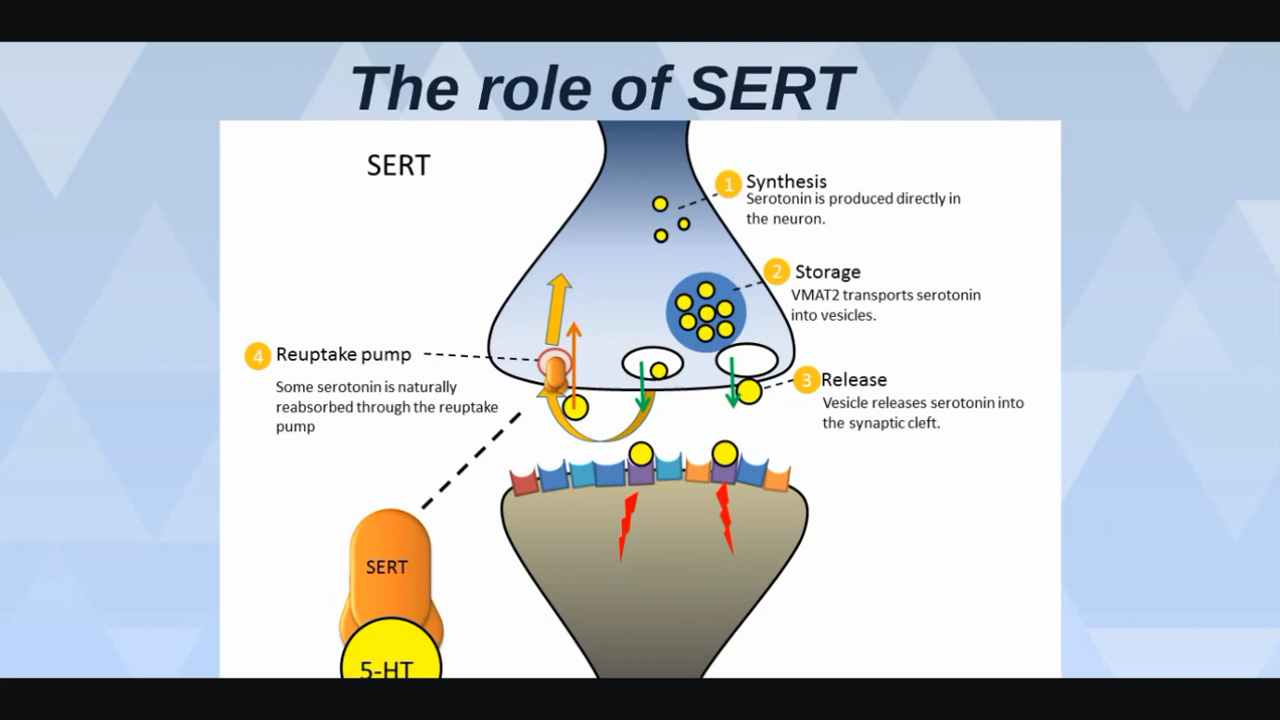 The role of SERT
SERT
1 Synthesis
Serotonin is produced directly in
the neuron.
2 Storage
VMAT2 transports serotonin
into vesicles.
4 Reuptake pump
Some serotonin is naturally
reabsorbed through the reuptake
pump
3 Release
Vesicle releases serotonin into
the synaptic cleft.
SERT
5-HT